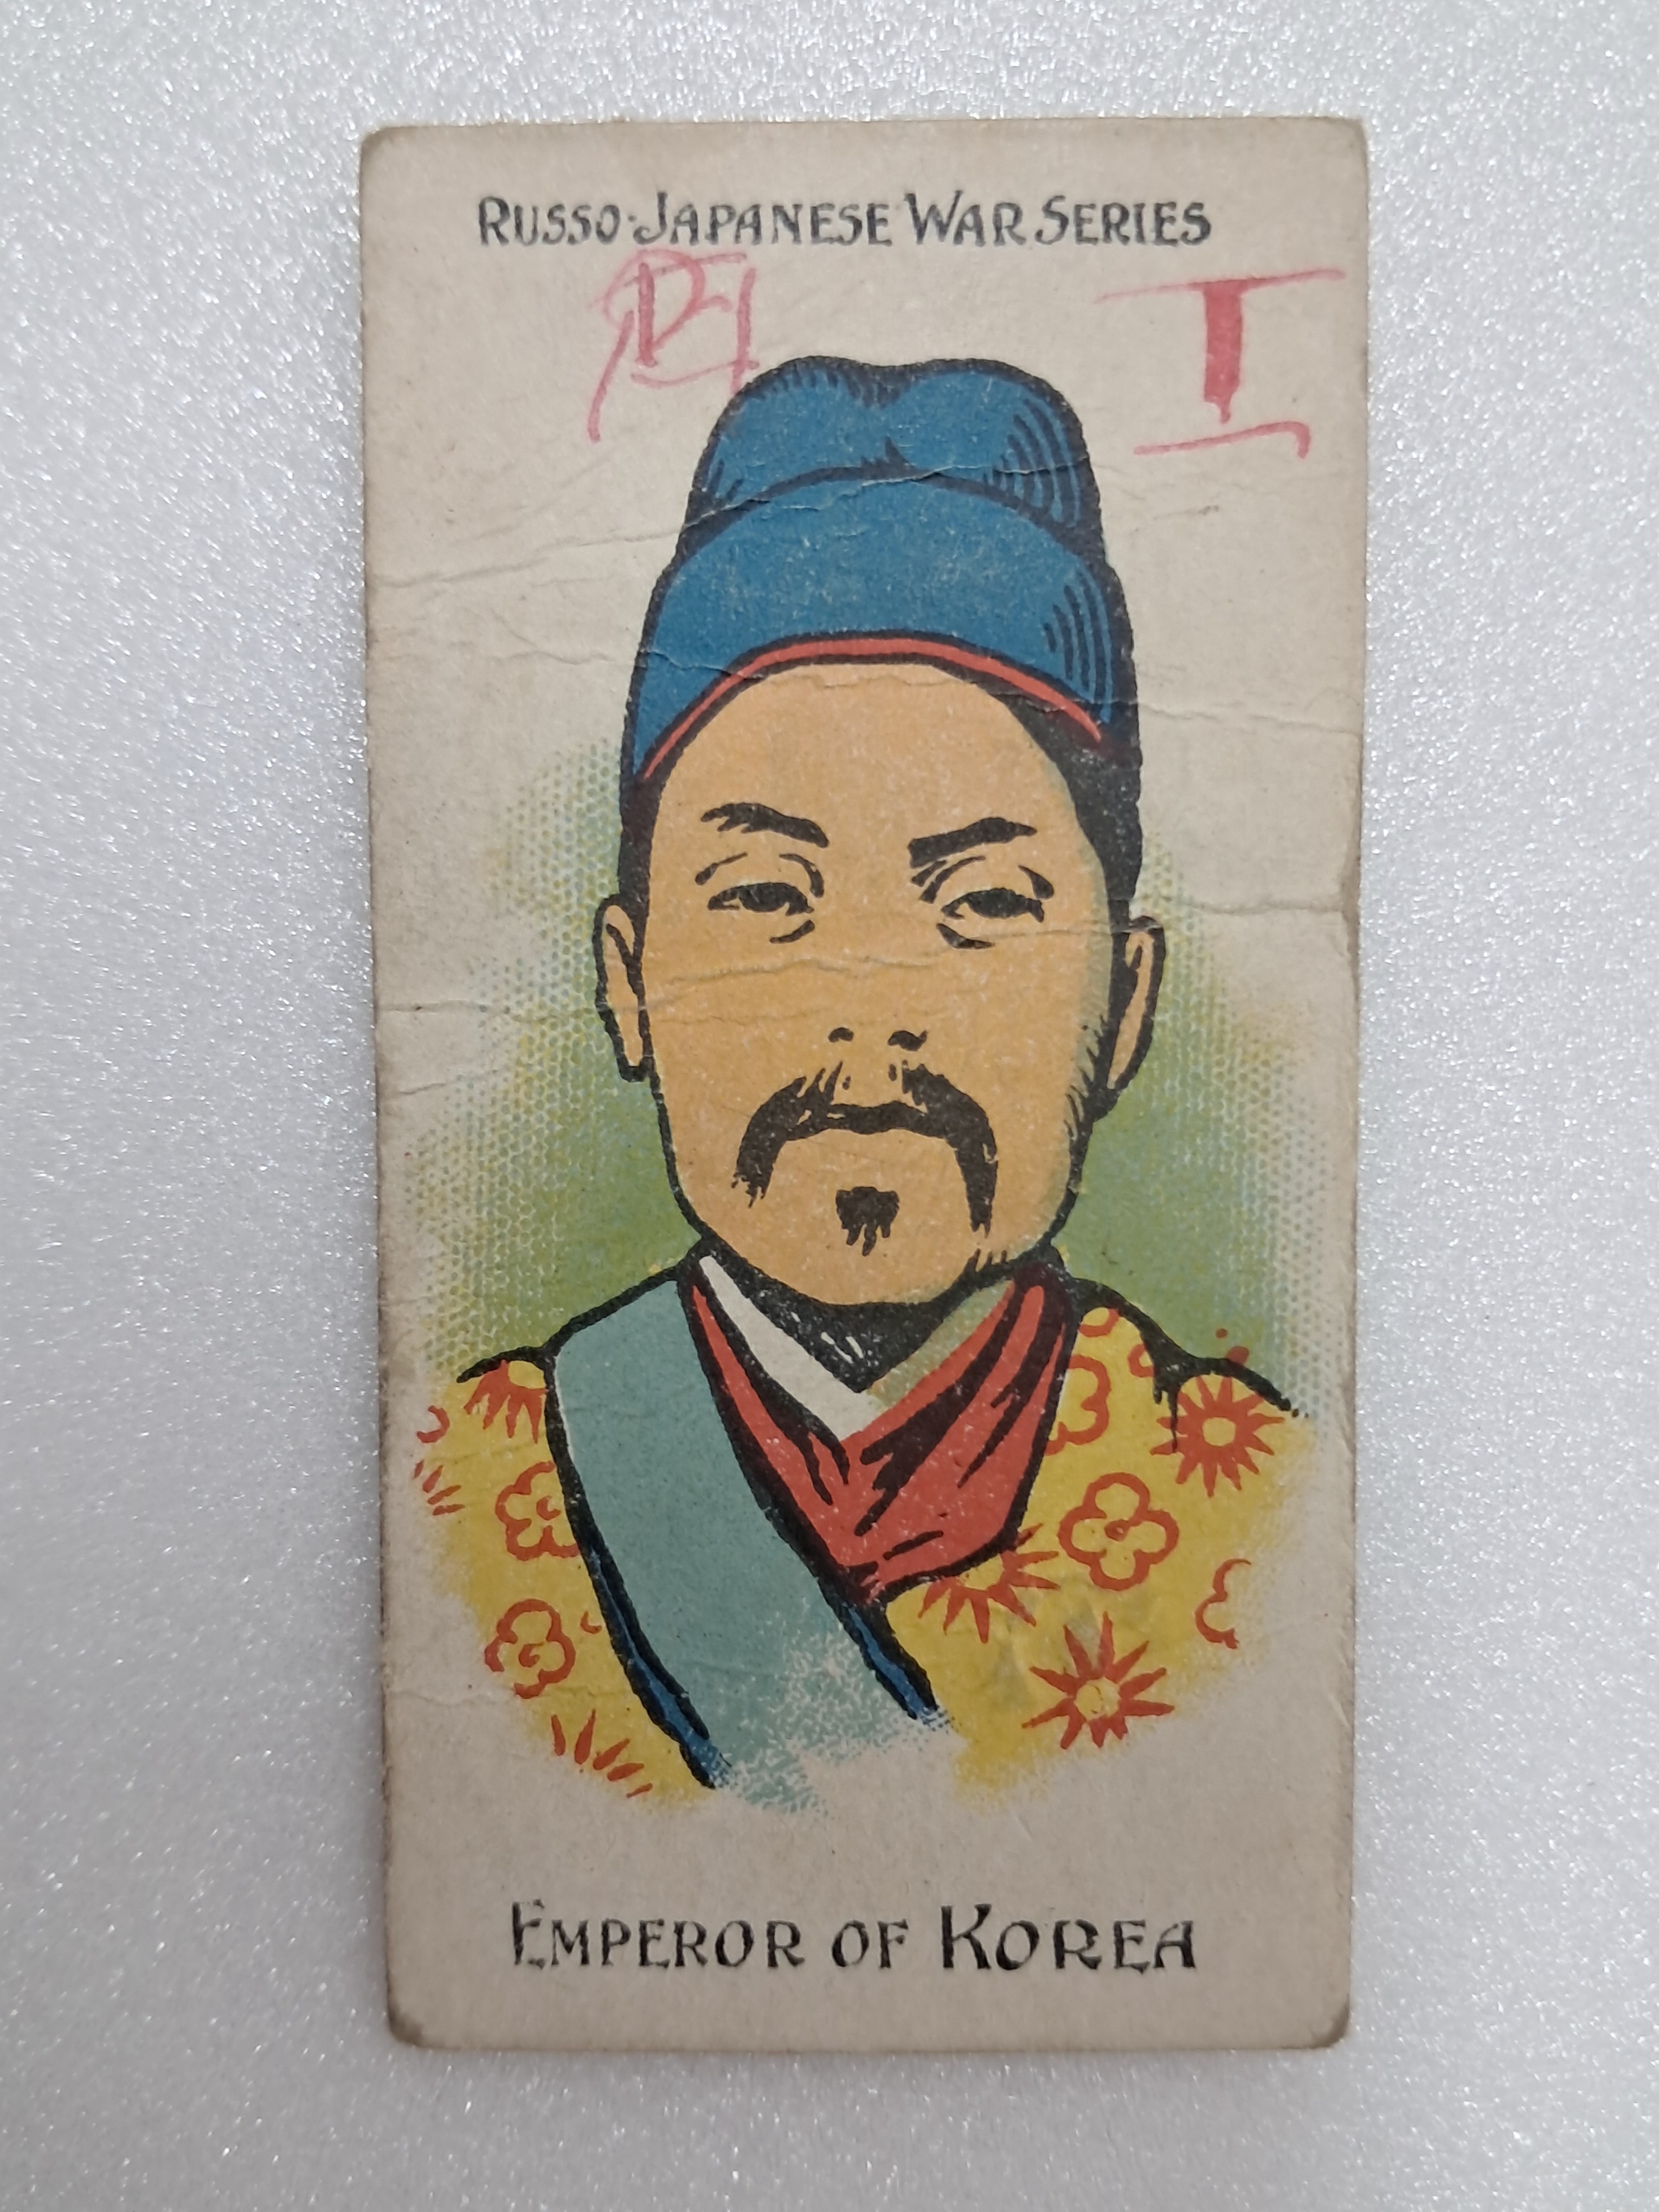 RUSSO-JAPANESE WAR SERIES
I
EMPEROR OF KOREA